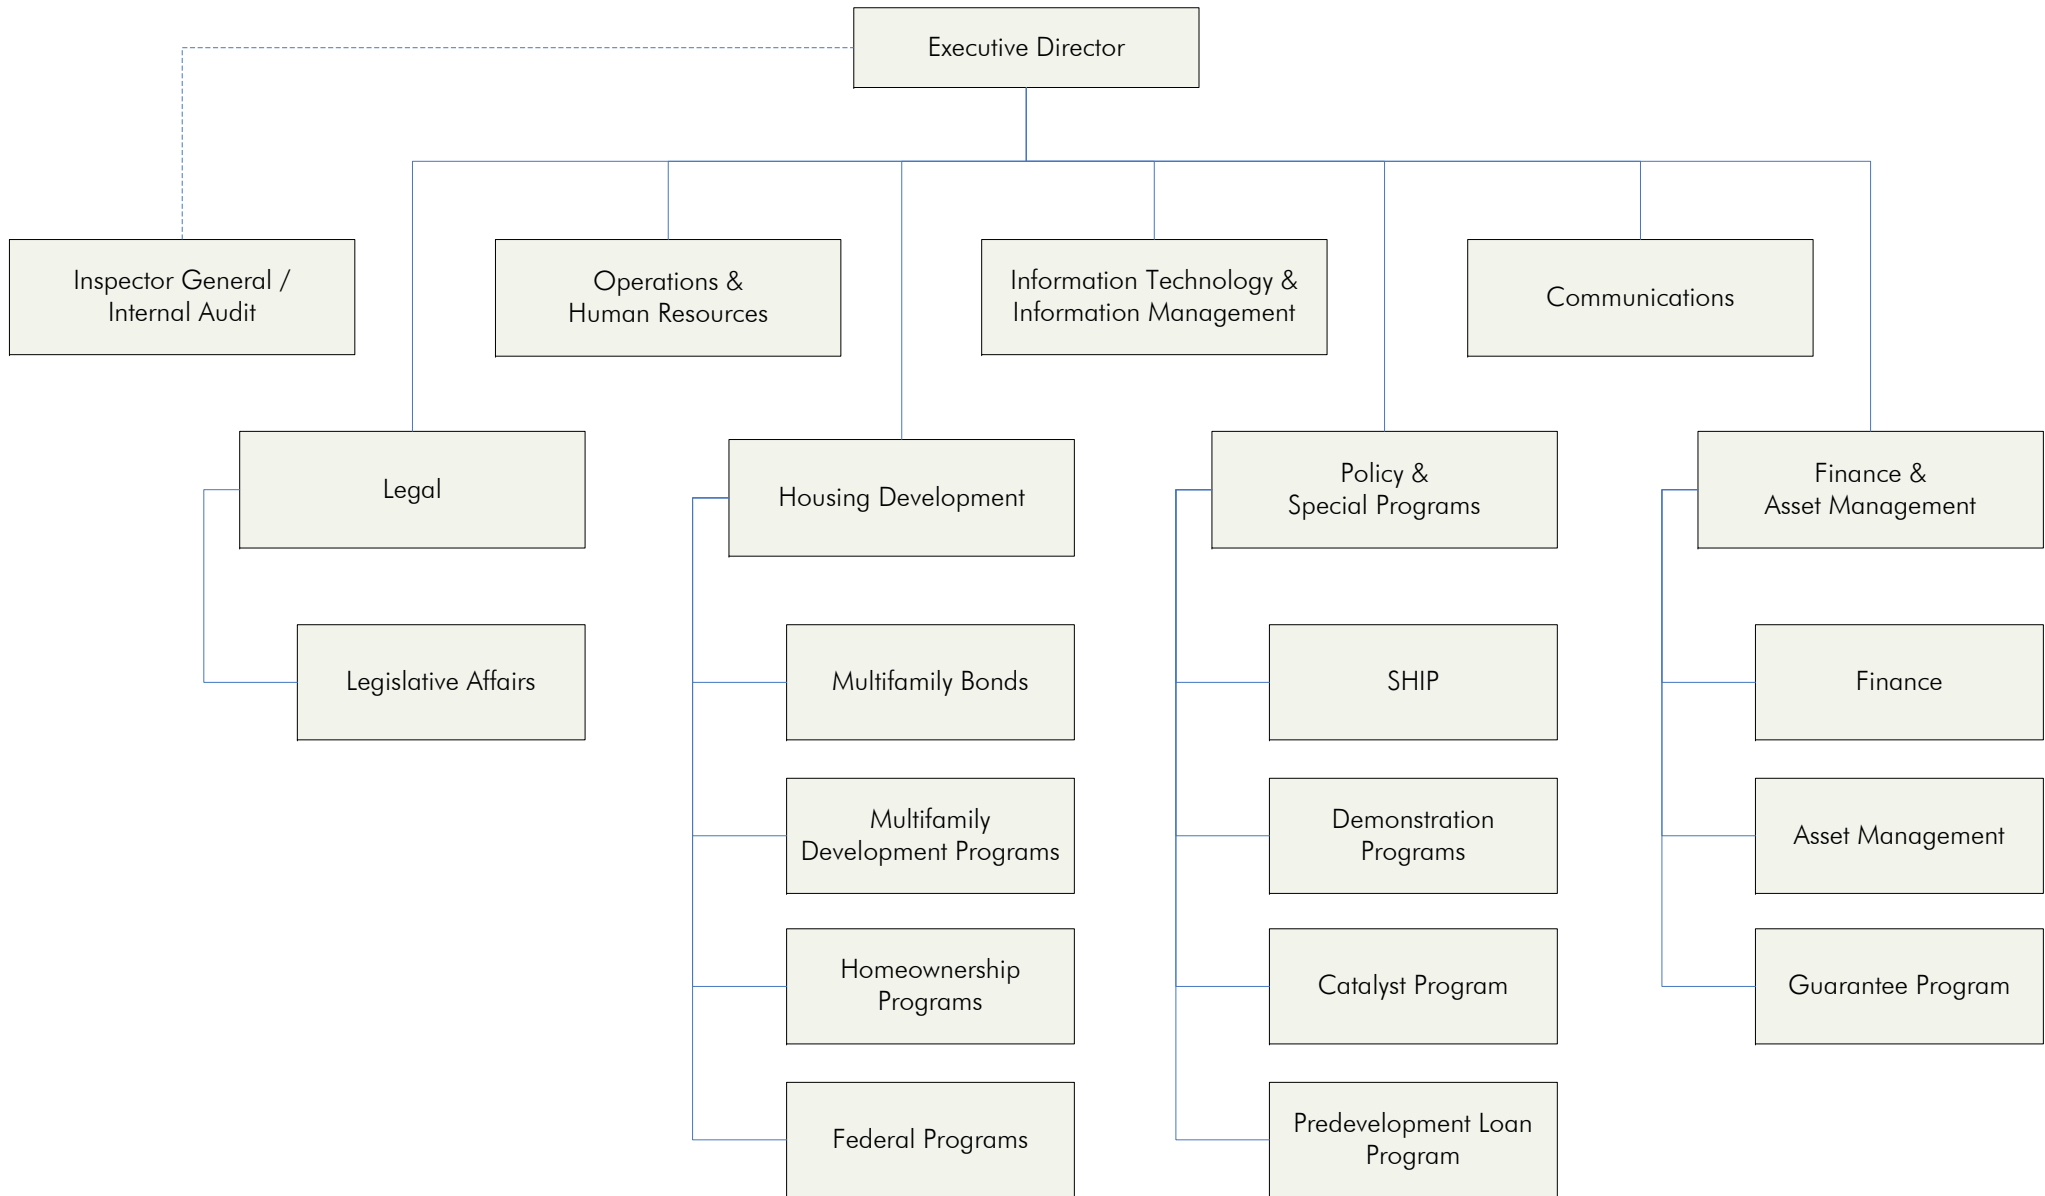 Executive Director
Inspector General /
Internal Audit
Operations &
Human Resources
Information Technology &
Information Management
Communications
Legal
Housing Development
Policy &
Special Programs
Finance &
Asset Management
Legislative Affairs
Multifamily Bonds
SHIP
Finance
Multifamily
Development Programs
Demonstration
Programs
Asset Management
Homeownership
Programs
Catalyst Program
Guarantee Program
Federal Programs
Predevelopment Loan
Program